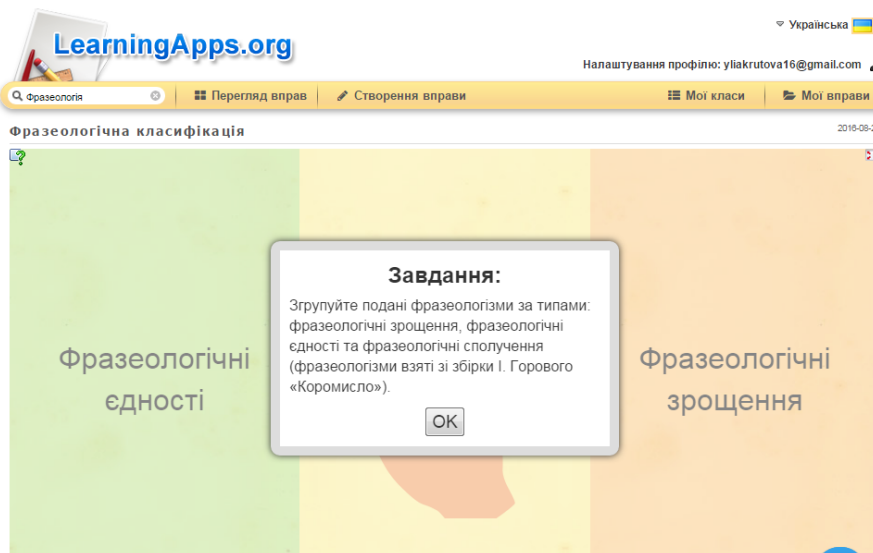 Українська
LearningApps.org
Налаштування профілю: yliakrutova16@gmail.com
Фразеологія
Перегляд вправ
Створення вправи
Мої класи
Мої вправи
Фразеологічна класифікація
2016-08-2
Завдання:
Згрупуйте подані фразеологізми за типами:
фразеологічні зрощення, фразеологічні
єдності та фразеологічні сполучення
(фразеологізми взяті зі збірки І. Горового
«Коромисло»).
OK
Фразеологічні
єдності
Фразеологічні
зрощення